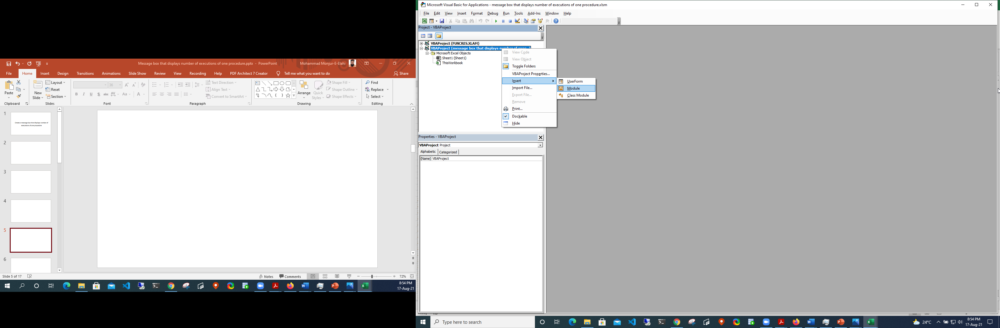 Message box that displays number of executions of one procedure.pptx - PowerPoint
Mohammad Monjur-E-Elahi
File Home Insert Design Transitions Animations Slide Show Review View Recording Help PDF Architect 7 Creator Tell me what you want to do Share
Paste
Clipboard
New
Slide
Layout
Reset
Section
Slides
36
B I U S abc AV Aa A
Font
Text Direction
Align Text
Convert to SmartArt
Paragraph
Arrange
Quick
Styles
Shape Fill
Shape Outline
Shape Effects
Drawing
Find
Replace
Select
Editing
1
Create a message box that displays number of
executions of one procedure
2
3
4
5
6
Slide 5 of 17
Notes Comments 72%
8:54 PM
17-Aug-21
Microsoft Visual Basic for Applications - message box that displays number of executions of one procedure.xlsm
File Edit View Insert Format Debug Run Tools Add-Ins Window Help
Project - VBAProject
VBAProject (FUNCRES.XLAM)
VBAProject (message box that displays number of exec...)
Microsoft Excel Objects
Sheet1 (Sheet1)
ThisWorkbook
View Code
View Object
Toggle Folders
VBAProject Properties...
Insert
Import File...
Export File...
Remove
Print...
Dockable
Hide
UserForm
Module
Class Module
Properties - VBAProject
VBAProject Project
Alphabetic Categorized
(Name) VBAProject
Type here to search
24°C
8:54 PM
17-Aug-21